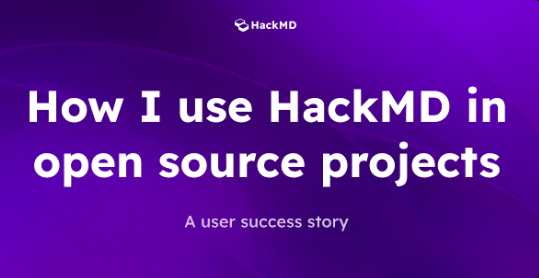 HackMD
How I use HackMD in
open source projects
A user success story